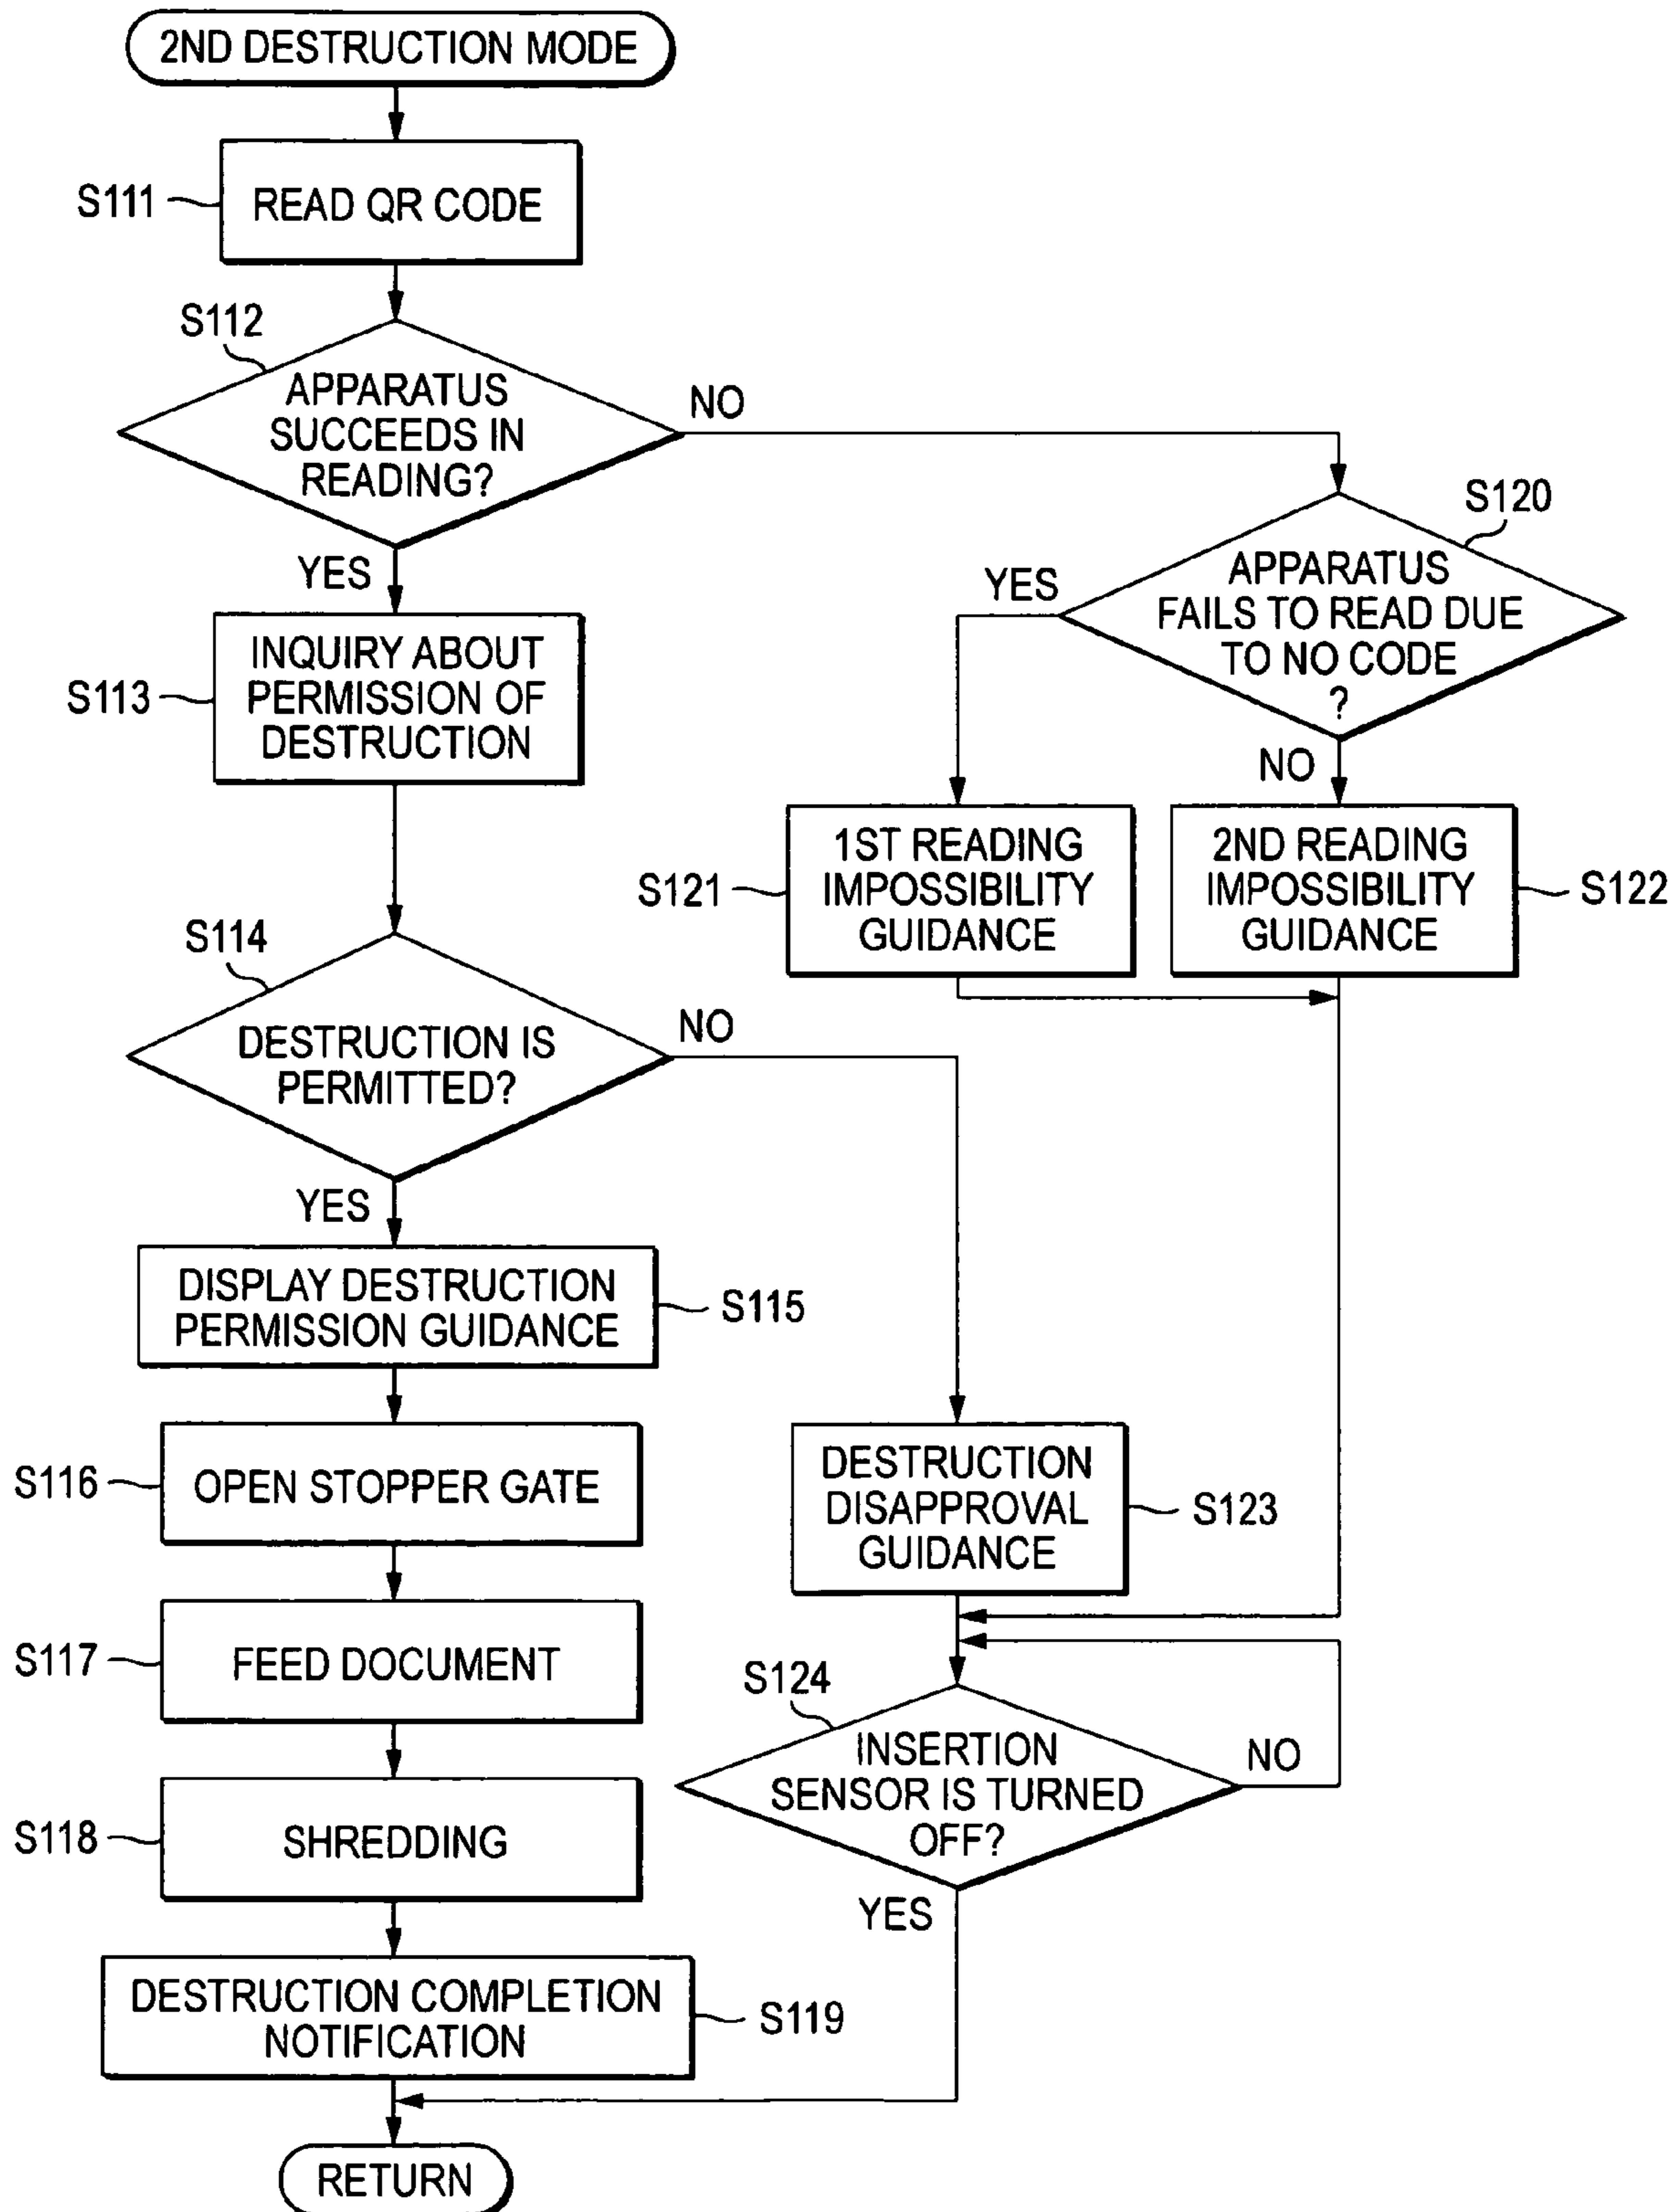 2ND DESTRUCTION MODE
S111
READ QR CODE
S112
APPARATUS
SUCCEEDS IN
READING?
NO
YES
S120
APPARATUS
FAILS TO READ DUE
TO NO CODE
?
YES
NO
S113
INQUIRY ABOUT
PERMISSION OF
DESTRUCTION
S121
1ST READING
IMPOSSIBILITY
GUIDANCE
2ND READING
IMPOSSIBILITY
GUIDANCE
S122
S114
DESTRUCTION IS
PERMITTED?
NO
YES
DISPLAY DESTRUCTION
PERMISSION GUIDANCE
S115
S116
OPEN STOPPER GATE
DESTRUCTION
DISAPPROVAL
GUIDANCE
S123
S117
FEED DOCUMENT
S124
INSERTION
SENSOR IS TURNED
OFF?
NO
YES
S118
SHREDDING
DESTRUCTION COMPLETION
NOTIFICATION
S119
RETURN